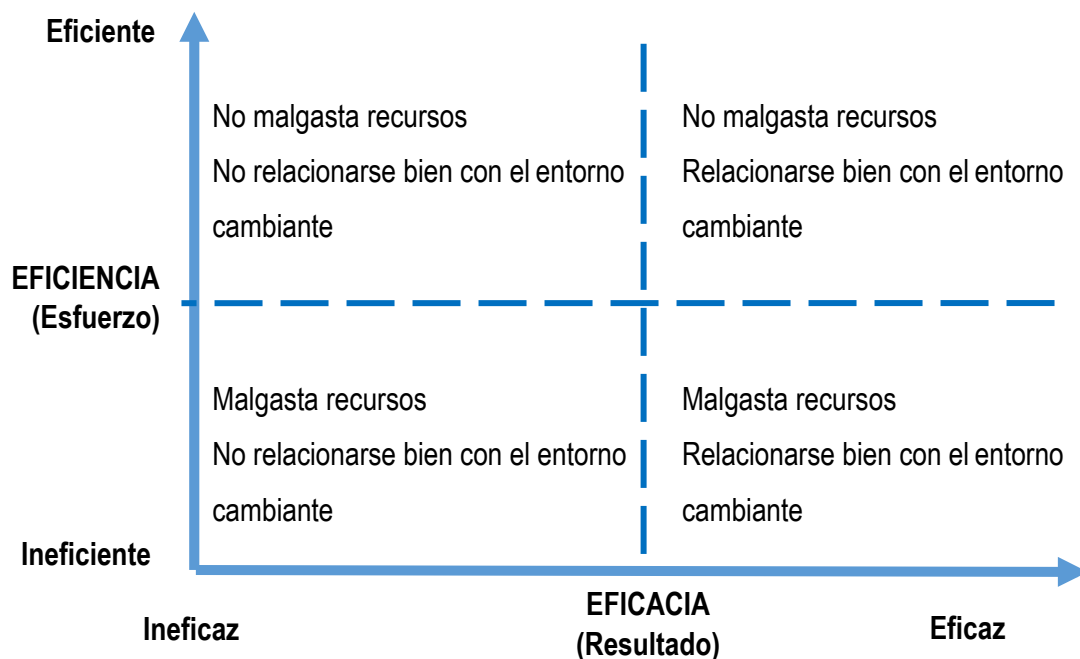 Eficiente
No malgasta recursos
No relacionarse bien con el entorno
cambiante
No malgasta recursos
Relacionarse bien con el entorno
cambiante
EFICIENCIA
(Esfuerzo)
Malgasta recursos
No relacionarse bien con el entorno
cambiante
Malgasta recursos
Relacionarse bien con el entorno
cambiante
Ineficiente
Ineficaz
EFICACIA
(Resultado)
Eficaz